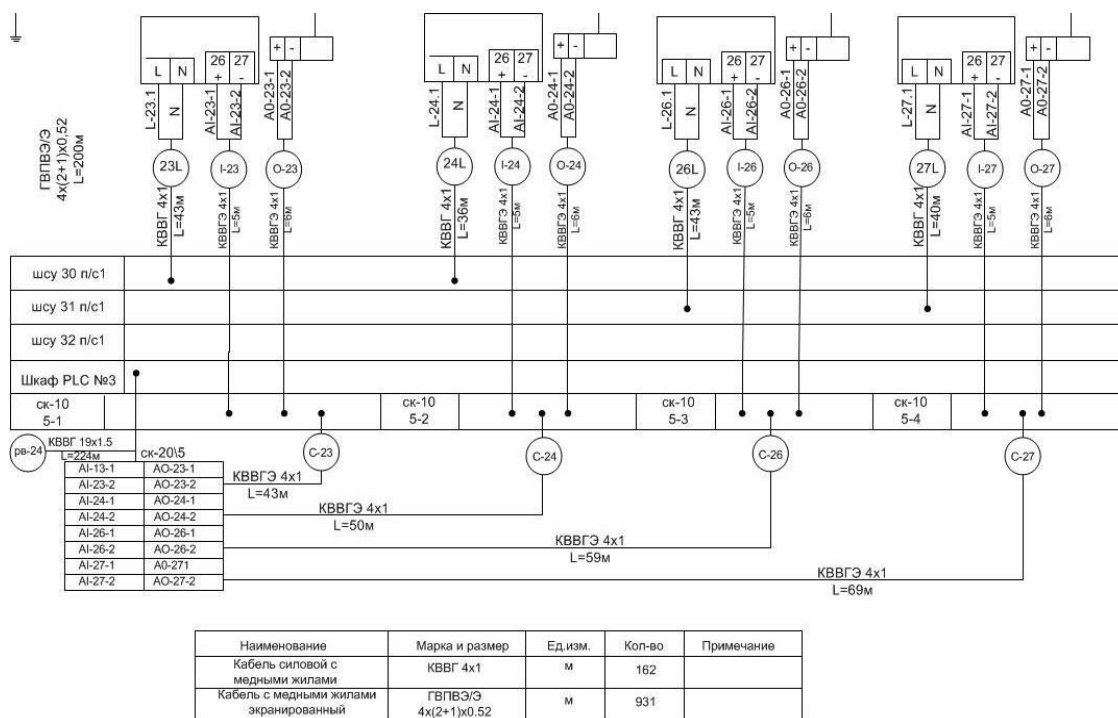 + - + - + - + -
L N 26 27 L N 26 27 L N 26 27 L N 26 27
+ - + - + - + -
L-23.1 N AI-23-1 AI-23-2 A0-23-1 A0-23-2
L-24.1 N AI-24-1 AI-24-2 A0-24-1 A0-24-2
L-26.1 N AI-26-1 AI-26-2 A0-26-1 A0-26-2
L-27.1 N AI-27-1 AI-27-2 A0-27-1 A0-27-2
ГВПВЭ/Э
4х(2+1)х0,52
L=200м
23L I-23 O-23 24L I-24 O-24 26L I-26 O-26 27L I-27 O-27
КВВГ 4х1
L=43м
КВВГЭ 4х1
L=5м
КВВГЭ 4х1
L=6м
КВВГ 4х1
L=36м
КВВГЭ 4х1
L=5м
КВВГЭ 4х1
L=6м
КВВГ 4х1
L=43м
КВВГЭ 4х1
L=5м
КВВГЭ 4х1
L=6м
КВВГ 4х1
L=40м
КВВГЭ 4х1
L=5м
КВВГЭ 4х1
L=6м
шсу 30 п/с1
шсу 31 п/с1
шсу 32 п/с1
Шкаф PLC №3
ск-10
5-1
ск-10
5-2
ск-10
5-3
ск-10
5-4
рв-24
КВВГ 19х1.5
L=224м
ск-20\5
С-23 С-24 С-26 С-27
AI-13-1 AO-23-1
AI-23-2 AO-23-2
AI-24-1 AO-24-1
AI-24-2 AO-24-2
AI-26-1 AO-26-1
AI-26-2 AO-26-2
AI-27-1 A0-271
AI-27-2 AO-27-2
КВВГЭ 4х1
L=43м
КВВГЭ 4х1
L=50м
КВВГЭ 4х1
L=59м
КВВГЭ 4х1
L=69м
Наименование Марка и размер Ед.изм. Кол-во Примечание
Кабель силовой с
медными жилами
КВВГ 4х1 м 162
Кабель с медными жилами
экранированный
ГВПВЭ/Э
4х(2+1)х0.52
м 931